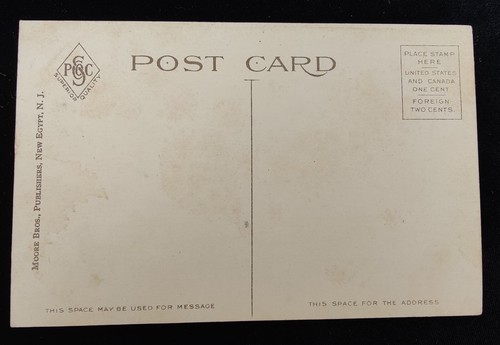 POST CARD
SUPERIOR QUALITY
MOORE BROS., PUBLISHERS, NEW EGYPT, N. J.
PLACE STAMP
HERE
UNITED STATES
AND CANADA
ONE CENT
FOREIGN
TWO CENTS.
THIS SPACE MAY BE USED FOR MESSAGE
THIS SPACE FOR THE ADDRESS